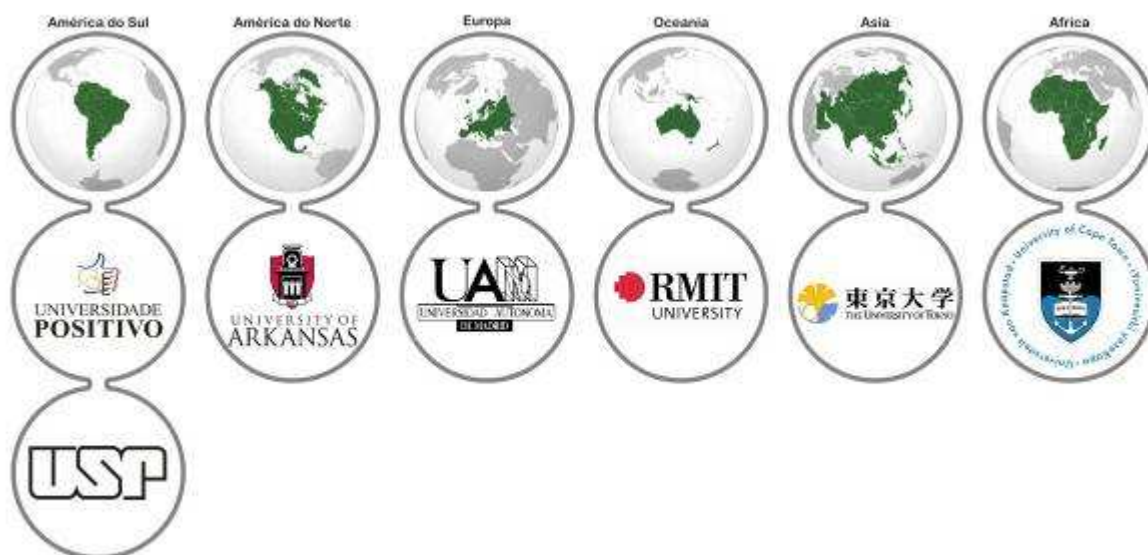 América do Sul
América do Norte
Europa
Oceania
Asia
Africa
UNIVERSIDADE
POSITIVO
UNIVERSITY OF
ARKANSAS
UAM
UNIVERSIDAD AUTONOMA
DE MADRID
RMIT
UNIVERSITY
東京大学
THE UNIVERSITY OF TOKYO
University of Cape Town
USP